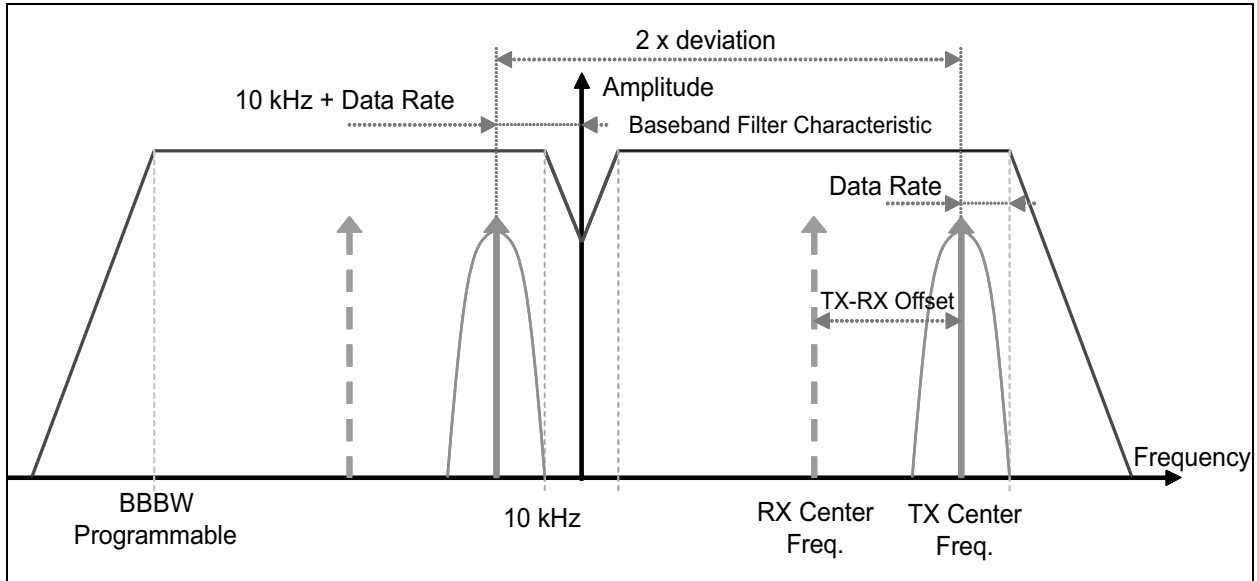 2 x deviation
Amplitude
10 kHz + Data Rate
Baseband Filter Characteristic
Data Rate
TX-RX Offset
Frequency
BBBW
Programmable
10 kHz
RX Center
Freq.
TX Center
Freq.